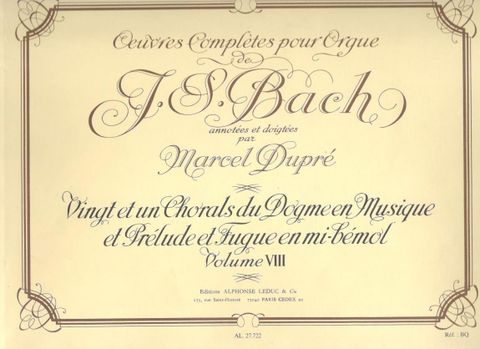 Oeuvres Complètes pour Orgue
de
J. S. Bach
annotées et doigtées
par
Marcel Dupré
Vingt et un Chorals du Dogme en Musique
et Prélude et Fugue en mi-bémol
Volume VIII
Editions ALPHONSE LEDUC & Cie
175, rue Saint-Honoré 75040 PARIS CEDEX 01
AL 27.722
Réf. : BQ